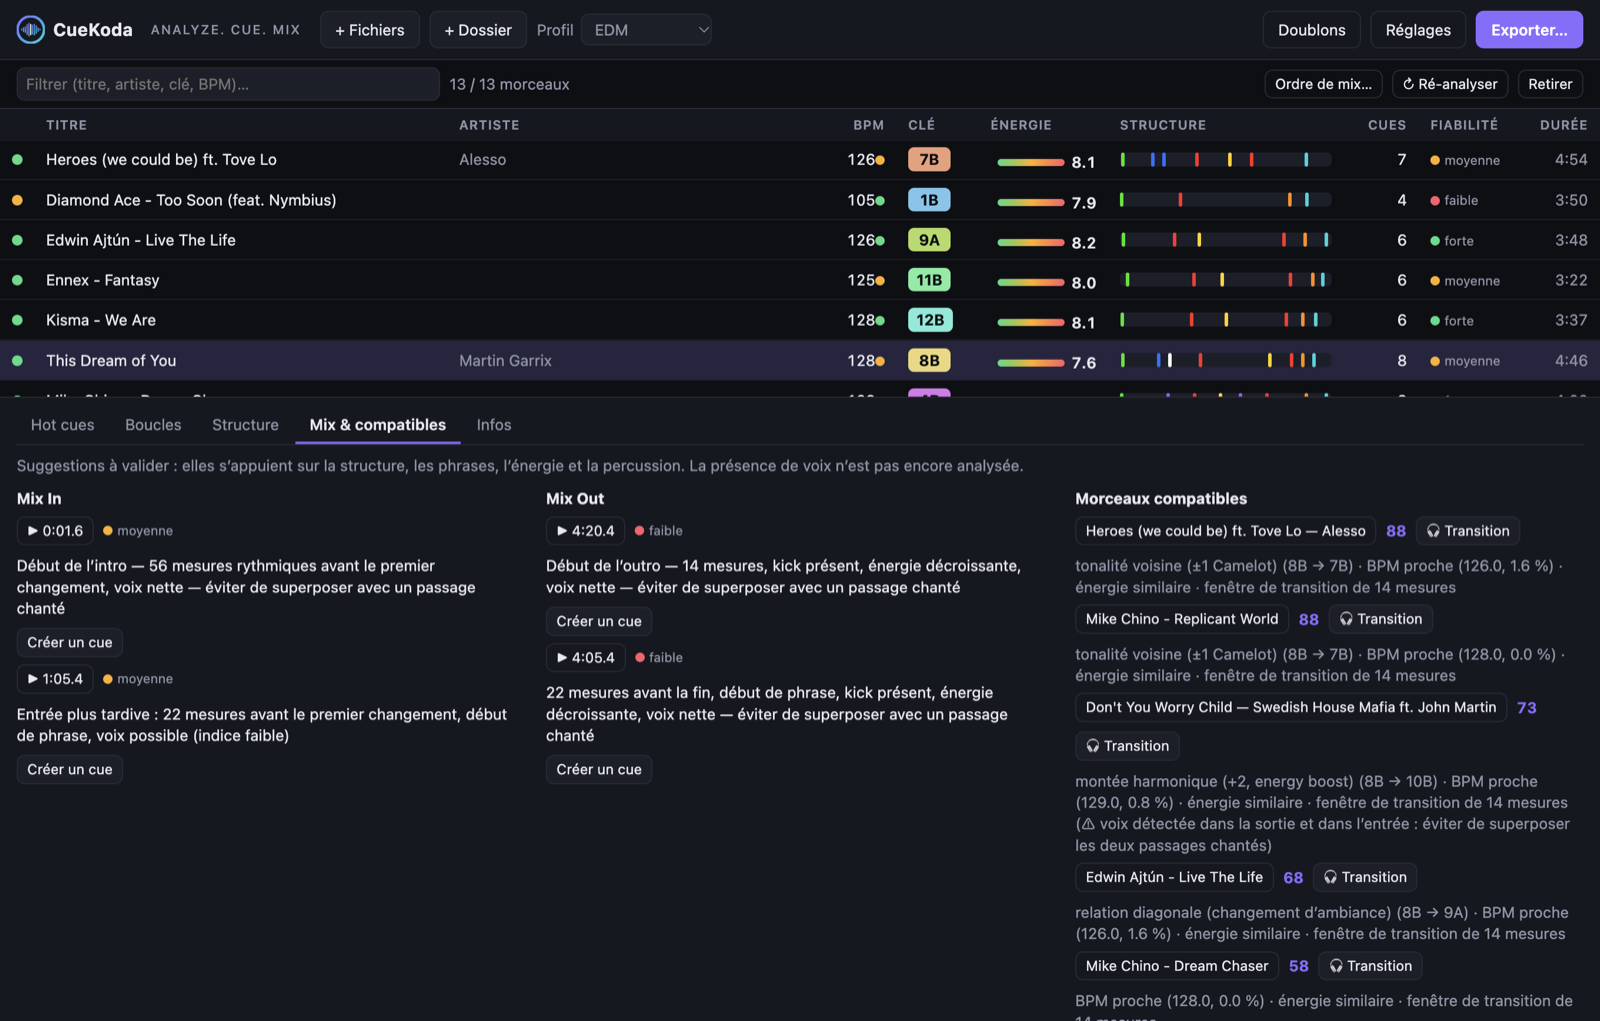 CueKoda ANALYZE. CUE. MIX + Fichiers + Dossier Profil EDM Doublons Réglages Exporter...
Filtrer (titre, artiste, clé, BPM)... 13 / 13 morceaux Ordre de mix... Ré-analyser Retirer
TITRE ARTISTE BPM CLÉ ÉNERGIE STRUCTURE CUES FIABILITÉ DURÉE
Heroes (we could be) ft. Tove Lo Alesso 126 7B 8.1 7 moyenne 4:54
Diamond Ace - Too Soon (feat. Nymbius) 105 1B 7.9 4 faible 3:50
Edwin Ajtún - Live The Life 126 9A 8.2 6 forte 3:48
Ennex - Fantasy 125 11B 8.0 6 moyenne 3:22
Kisma - We Are 128 12B 8.1 6 forte 3:37
This Dream of You Martin Garrix 128 8B 7.6 8 moyenne 4:46
Hot cues Boucles Structure Mix & compatibles Infos
Suggestions à valider : elles s’appuient sur la structure, les phrases, l’énergie et la percussion. La présence de voix n’est pas encore analysée.
Mix In
0:01.6 moyenne
Début de l’intro — 56 mesures rythmiques avant le premier
changement, voix nette — éviter de superposer avec un passage
chanté
Créer un cue
1:05.4 moyenne
Entrée plus tardive : 22 mesures avant le premier changement, début
de phrase, voix possible (indice faible)
Créer un cue
Mix Out
4:20.4 faible
Début de l’outro — 14 mesures, kick présent, énergie décroissante,
voix nette — éviter de superposer avec un passage chanté
Créer un cue
4:05.4 faible
22 mesures avant la fin, début de phrase, kick présent, énergie
décroissante, voix nette — éviter de superposer avec un passage
chanté
Créer un cue
Morceaux compatibles
Heroes (we could be) ft. Tove Lo — Alesso 88 Transition
tonalité voisine (±1 Camelot) (8B → 7B) · BPM proche (126.0, 1.6 %) ·
énergie similaire · fenêtre de transition de 14 mesures
Mike Chino - Replicant World 88 Transition
tonalité voisine (±1 Camelot) (8B → 7B) · BPM proche (128.0, 0.0 %) ·
énergie similaire · fenêtre de transition de 14 mesures
Don't You Worry Child — Swedish House Mafia ft. John Martin 73
Transition
montée harmonique (+2, energy boost) (8B → 10B) · BPM proche
(129.0, 0.8 %) · énergie similaire · fenêtre de transition de 14 mesures
(⚠ voix détectée dans la sortie et dans l’entrée : éviter de superposer
les deux passages chantés)
Edwin Ajtún - Live The Life 68 Transition
relation diagonale (changement d’ambiance) (8B → 9A) · BPM proche
(126.0, 1.6 %) · énergie similaire · fenêtre de transition de 14 mesures
Mike Chino - Dream Chaser 58 Transition
BPM proche (128.0, 0.0 %) · énergie similaire · fenêtre de transition de
14 mesures